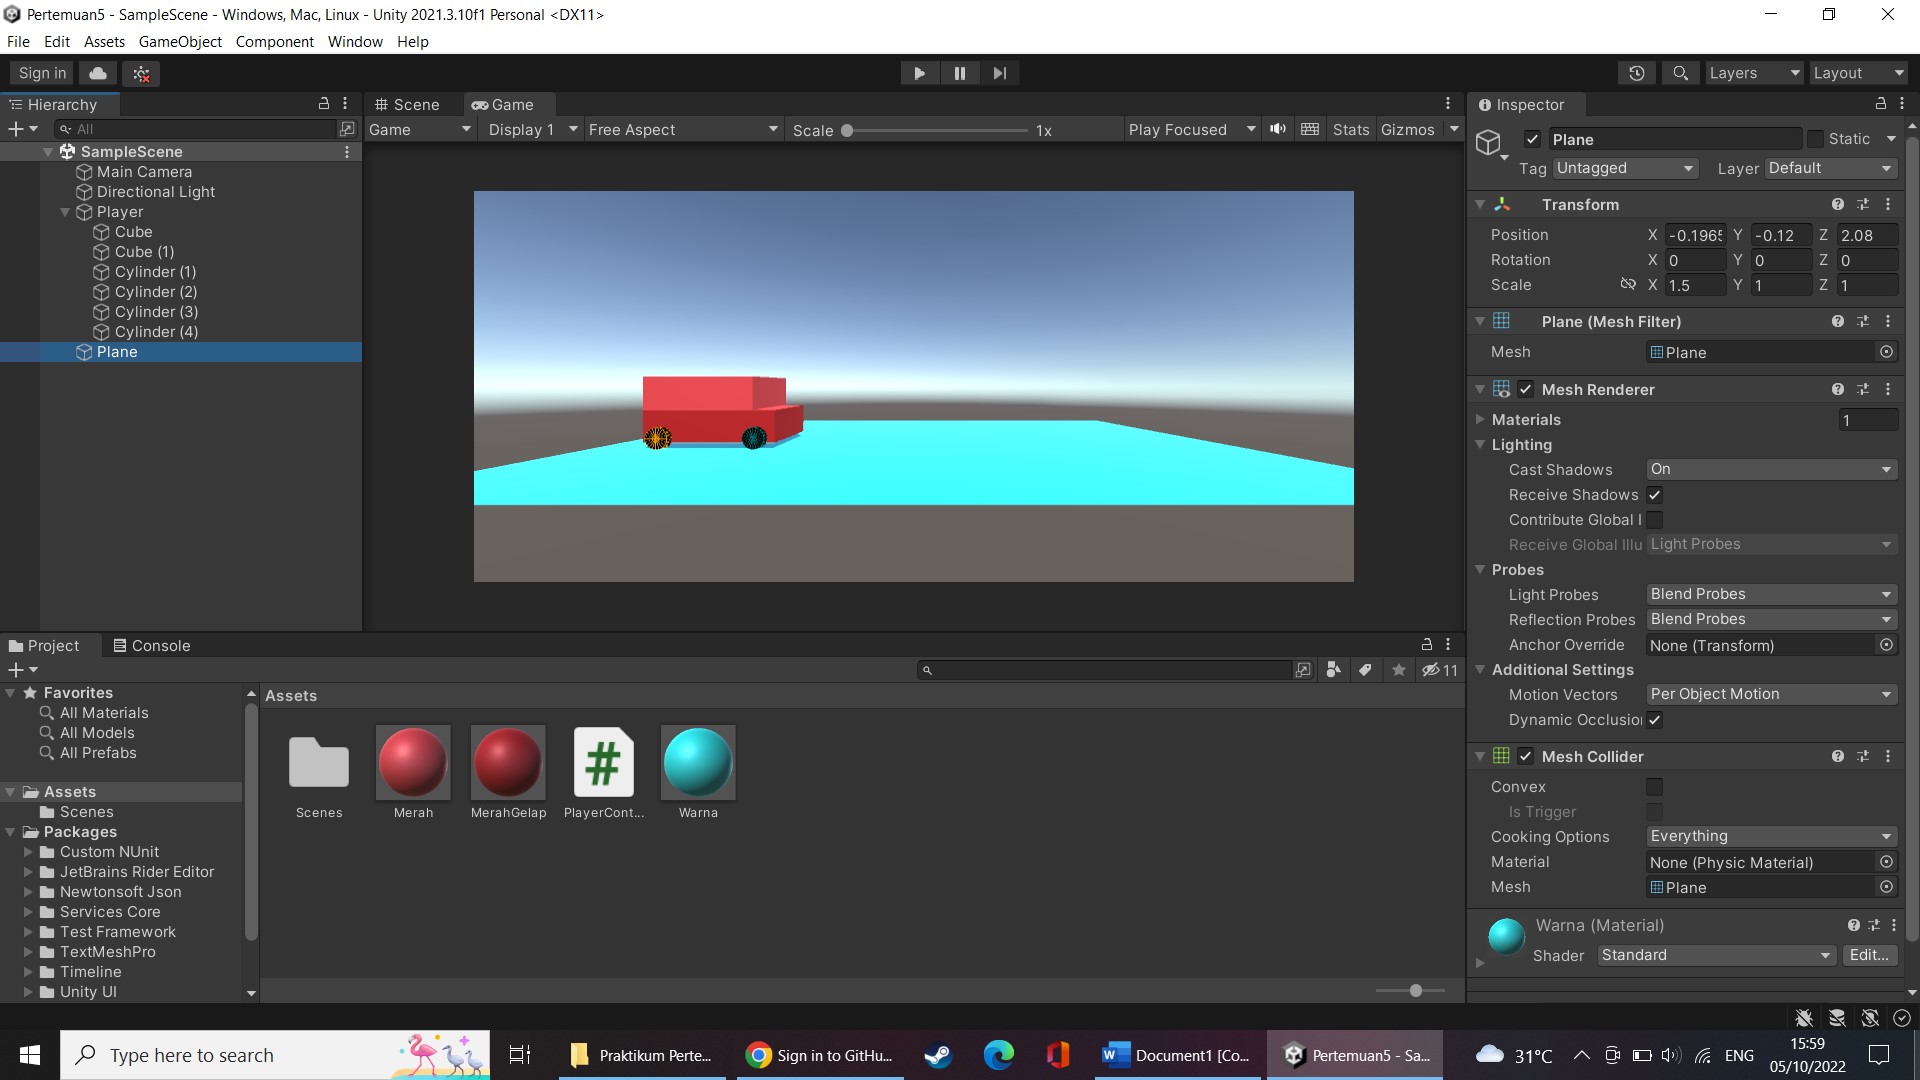 Pertemuan5 - SampleScene - Windows, Mac, Linux - Unity 2021.3.10f1 Personal <DX11>
File Edit Assets GameObject Component Window Help
Sign in Layers Layout
Hierarchy
All
SampleScene
Main Camera
Directional Light
Player
Cube
Cube (1)
Cylinder (1)
Cylinder (2)
Cylinder (3)
Cylinder (4)
Plane
Scene Game
Game Display 1 Free Aspect Scale 1x Play Focused Stats Gizmos
Inspector
Plane Static
Tag Untagged Layer Default
Transform
Position X -0.1965 Y -0.12 Z 2.08
Rotation X 0 Y 0 Z 0
Scale X 1.5 Y 1 Z 1
Plane (Mesh Filter)
Mesh Plane
Mesh Renderer
Materials 1
Lighting
Cast Shadows On
Receive Shadows
Contribute Global I
Receive Global Illu Light Probes
Probes
Light Probes Blend Probes
Reflection Probes Blend Probes
Anchor Override None (Transform)
Additional Settings
Motion Vectors Per Object Motion
Dynamic Occlusion
Mesh Collider
Convex
Is Trigger
Cooking Options Everything
Material None (Physic Material)
Mesh Plane
Warna (Material)
Shader Standard Edit...
Project Console
11
Favorites
All Materials
All Models
All Prefabs
Assets
Scenes
Packages
Custom NUnit
JetBrains Rider Editor
Newtonsoft Json
Services Core
Test Framework
TextMeshPro
Timeline
Unity UI
Assets
Scenes Merah MerahGelap PlayerCont... Warna
#
Type here to search
Praktikum Perte...
Sign in to GitHu...
Document1 [Co...
Pertemuan5 - Sa...
31°C
ENG
15:59
05/10/2022